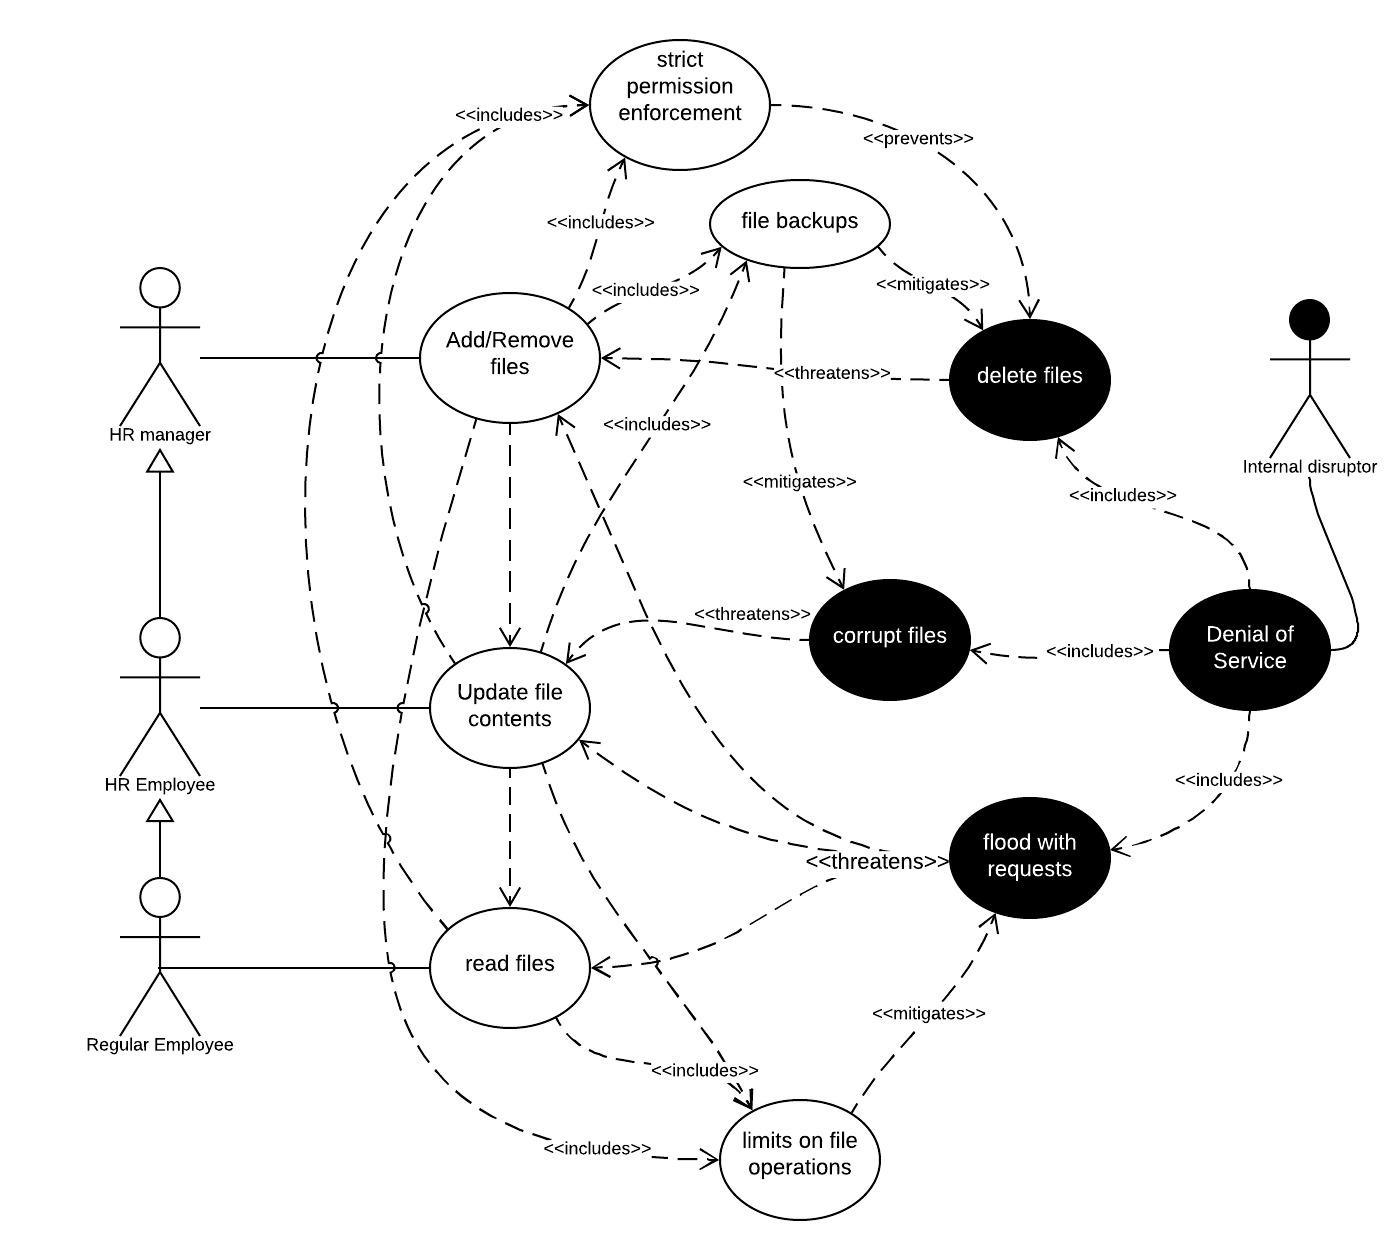 strict
permission
enforcement
<<includes>>
<<prevents>>
<<includes>>
file backups
<<includes>>
<<mitigates>>
Add/Remove
files
<<threatens>>
delete files
HR manager
<<includes>>
Internal disruptor
<<mitigates>>
<<includes>>
<<threatens>>
corrupt files
Denial of
Service
<<includes>>
Update file
contents
HR Employee
<<includes>>
flood with
requests
<<threatens>>
read files
<<mitigates>>
Regular Employee
<<includes>>
<<includes>>
limits on file
operations